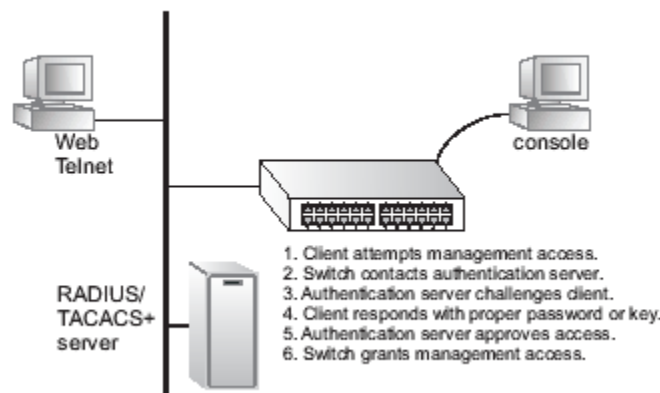 Web
Telnet
console
RADIUS/
TACACS+
server
1. Client attempts management access.
2. Switch contacts authentication server.
3. Authentication server challenges client.
4. Client responds with proper password or key.
5. Authentication server approves access.
6. Switch grants management access.